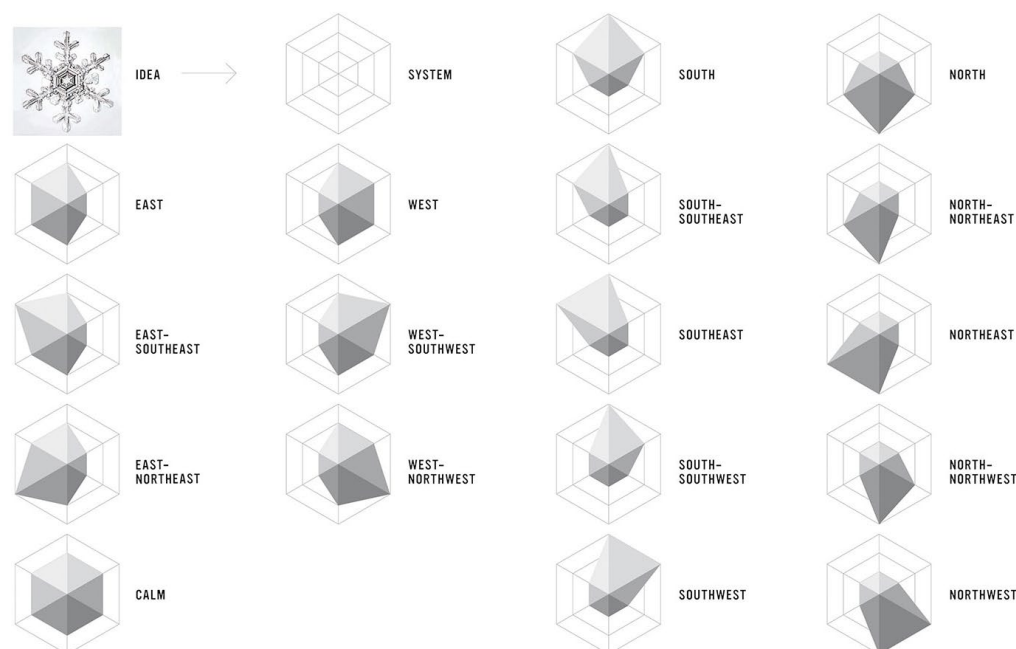 IDEA
SYSTEM
SOUTH
NORTH
EAST
WEST
SOUTH–
SOUTHEAST
NORTH–
NORTHEAST
EAST–
SOUTHEAST
WEST–
SOUTHWEST
SOUTHEAST
NORTHEAST
EAST–
NORTHEAST
WEST–
NORTHWEST
SOUTH–
SOUTHWEST
NORTH–
NORTHWEST
CALM
SOUTHWEST
NORTHWEST